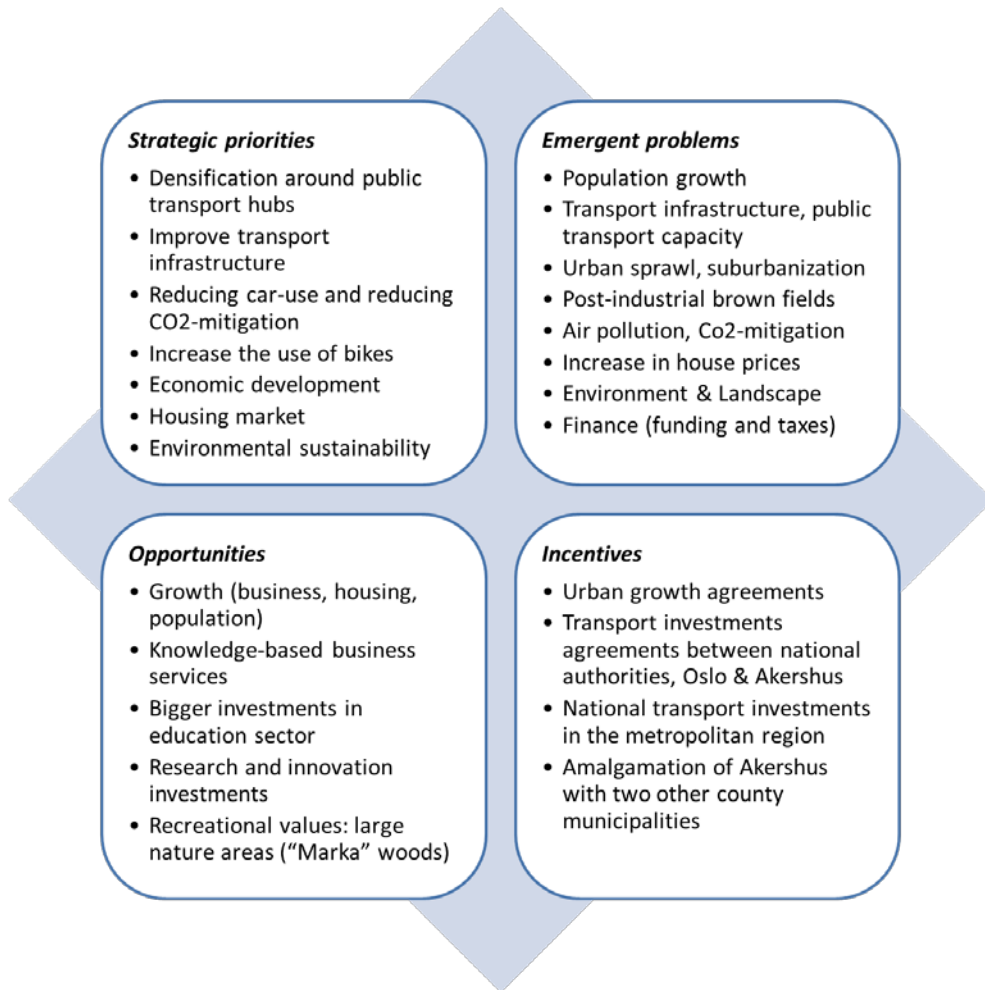 Strategic priorities
• Densification around public
transport hubs
• Improve transport
infrastructure
• Reducing car-use and reducing
CO2-mitigation
• Increase the use of bikes
• Economic development
• Housing market
• Environmental sustainability
Emergent problems
• Population growth
• Transport infrastructure, public
transport capacity
• Urban sprawl, suburbanization
• Post-industrial brown fields
• Air pollution, Co2-mitigation
• Increase in house prices
• Environment & Landscape
• Finance (funding and taxes)
Opportunities
• Growth (business, housing,
population)
• Knowledge-based business
services
• Bigger investments in
education sector
• Research and innovation
investments
• Recreational values: large
nature areas (“Marka” woods)
Incentives
• Urban growth agreements
• Transport investments
agreements between national
authorities, Oslo & Akershus
• National transport investments
in the metropolitan region
• Amalgamation of Akershus
with two other county
municipalities